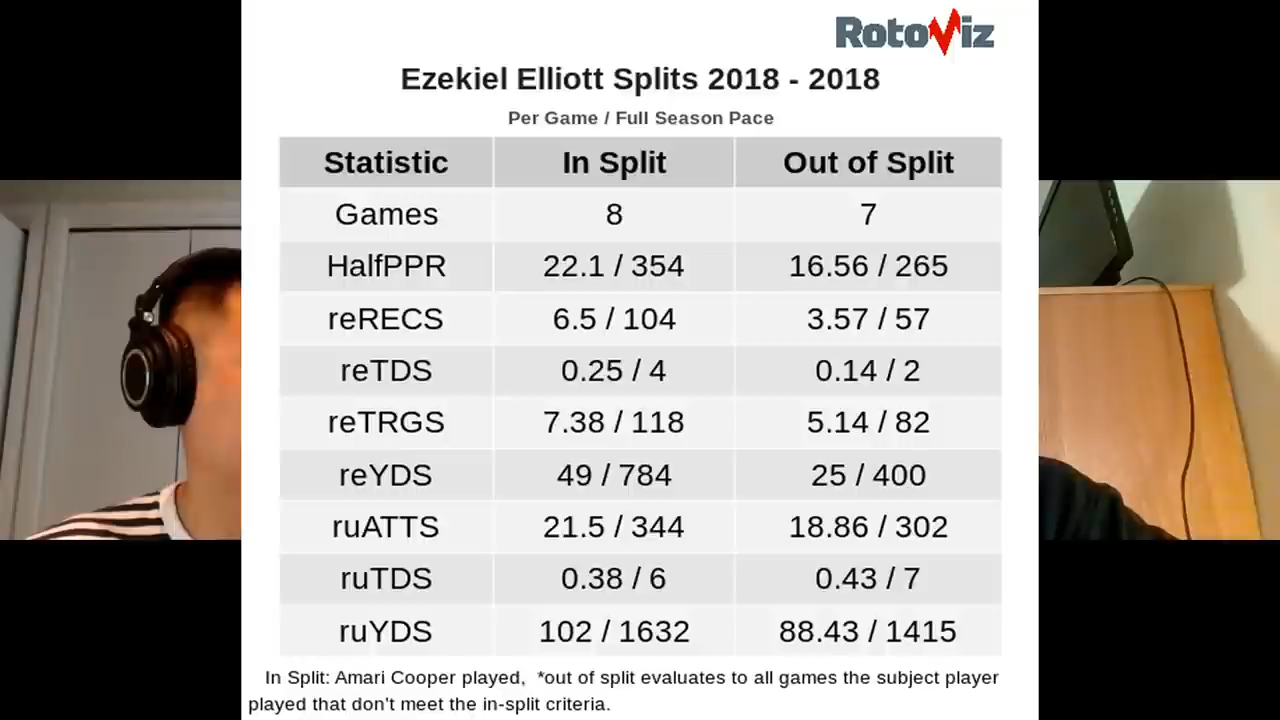 RotoViz
Ezekiel Elliott Splits 2018 - 2018
Per Game / Full Season Pace
Statistic In Split Out of Split
Games 8 7
HalfPPR 22.1 / 354 16.56 / 265
reRECS 6.5 / 104 3.57 / 57
reTDS 0.25 / 4 0.14 / 2
reTRGS 7.38 / 118 5.14 / 82
reYDS 49 / 784 25 / 400
ruATTS 21.5 / 344 18.86 / 302
ruTDS 0.38 / 6 0.43 / 7
ruYDS 102 / 1632 88.43 / 1415
In Split: Amari Cooper played, *out of split evaluates to all games the subject player
played that don't meet the in-split criteria.